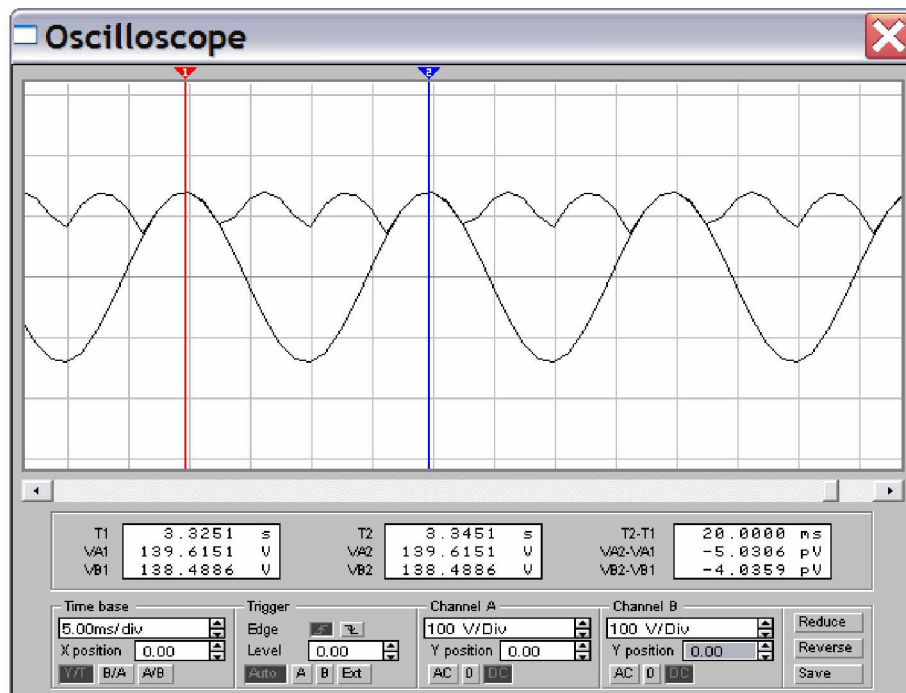 Oscilloscope
1 2
T1 3.3251 s T2 3.3451 s T2-T1 20.0000 ms
VA1 139.6151 V VA2 139.6151 V VA2-VA1 -5.0306 pV
VB1 138.4886 V VB2 138.4886 V VB2-VB1 -4.0359 pV
Time base Trigger Channel A Channel B
5.00ms/div Edge 100 V/Div 100 V/Div Reduce
X position 0.00 Level 0.00 Y position 0.00 Y position 0.00 Reverse
Y/T B/A A/B Auto A B Ext AC 0 DC AC 0 DC Save